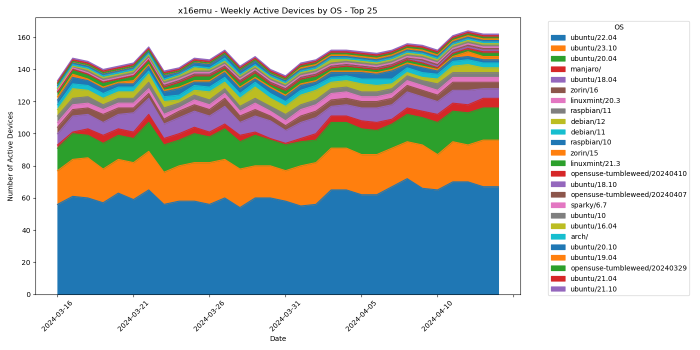 x16emu - Weekly Active Devices by OS - Top 25
Number of Active Devices
160
140
120
100
80
60
40
20
0
2024-03-16
2024-03-21
2024-03-26
2024-03-31
2024-04-05
2024-04-10
Date
OS
ubuntu/22.04
ubuntu/23.10
ubuntu/20.04
manjaro/
ubuntu/18.04
zorin/16
linuxmint/20.3
raspbian/11
debian/12
debian/11
raspbian/10
zorin/15
linuxmint/21.3
opensuse-tumbleweed/20240410
ubuntu/18.10
opensuse-tumbleweed/20240407
sparky/6.7
ubuntu/10
ubuntu/16.04
arch/
ubuntu/20.10
ubuntu/19.04
opensuse-tumbleweed/20240329
ubuntu/21.04
ubuntu/21.10